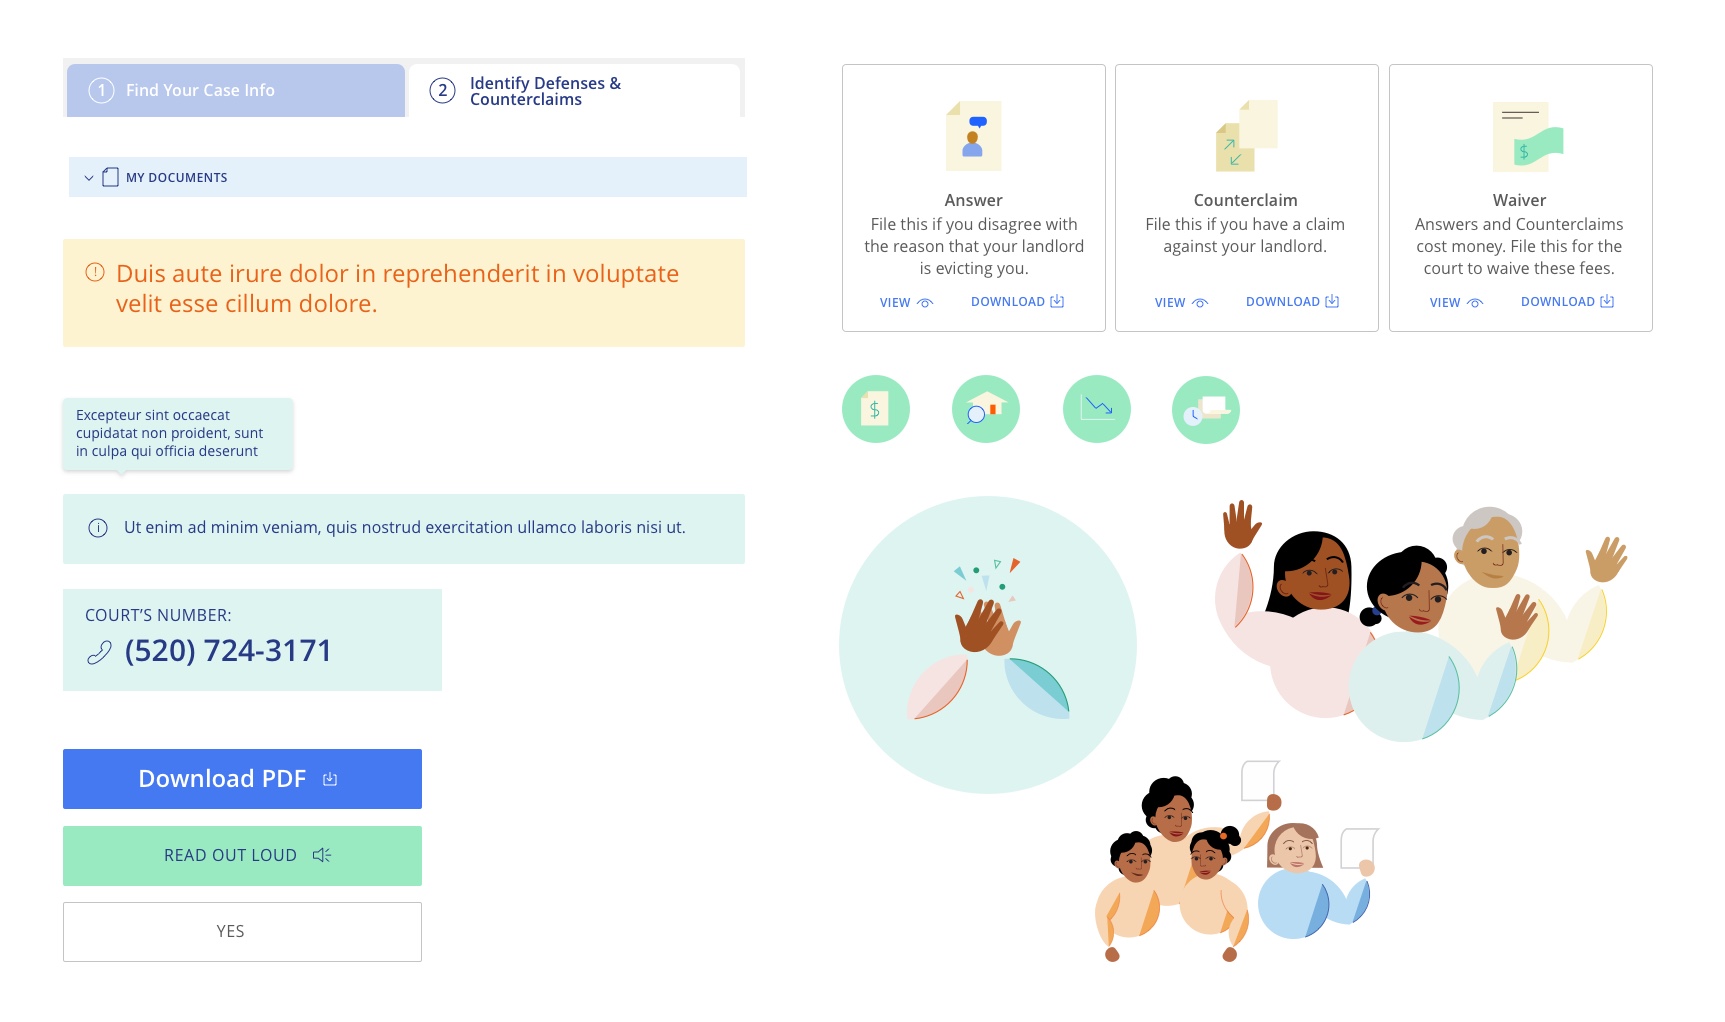 1 Find Your Case Info
2 Identify Defenses &
Counterclaims
MY DOCUMENTS
! Duis aute irure dolor in reprehenderit in voluptate
velit esse cillum dolore.
Excepteur sint occaecat
cupidatat non proident, sunt
in culpa qui officia deserunt
i Ut enim ad minim veniam, quis nostrud exercitation ullamco laboris nisi ut.
COURT’S NUMBER:
(520) 724-3171
Download PDF
READ OUT LOUD
YES
Answer
File this if you disagree with
the reason that your landlord
is evicting you.
VIEW DOWNLOAD
Counterclaim
File this if you have a claim
against your landlord.
VIEW DOWNLOAD
$
Waiver
Answers and Counterclaims
cost money. File this for the
court to waive these fees.
VIEW DOWNLOAD
$